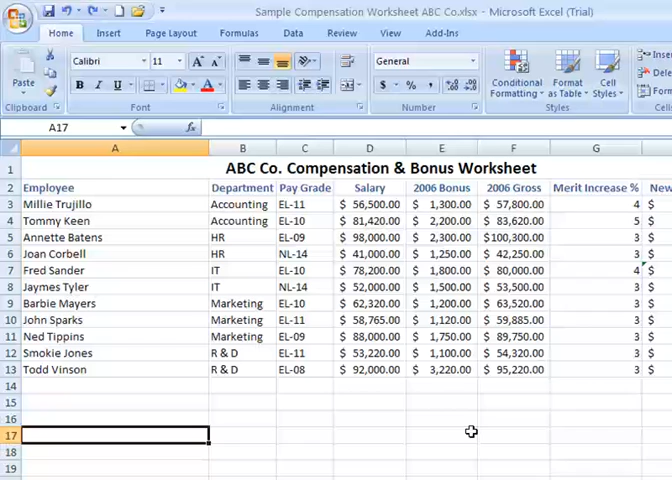 Sample Compensation Worksheet ABC Co.xlsx - Microsoft Excel (Trial)
Home Insert Page Layout Formulas Data Review View Add-Ins
Paste Calibri 11 A A General Conditional Formatting Format as Table Cell Styles
B I U A $ % ,
Clipboard Font Alignment Number Styles
A17 fx
A B C D E F G
1 ABC Co. Compensation & Bonus Worksheet
2 Employee Department Pay Grade Salary 2006 Bonus 2006 Gross Merit Increase % New
3 Millie Trujillo Accounting EL-11 $ 56,500.00 $ 1,300.00 $ 57,800.00 4 $
4 Tommy Keen Accounting EL-10 $ 81,420.00 $ 2,200.00 $ 83,620.00 5 $
5 Annette Batens HR EL-09 $ 98,000.00 $ 2,300.00 $100,300.00 3 $
6 Joan Corbell HR NL-14 $ 41,000.00 $ 1,250.00 $ 42,250.00 3 $
7 Fred Sander IT EL-10 $ 78,200.00 $ 1,800.00 $ 80,000.00 4 $
8 Jaymes Tyler IT NL-14 $ 52,000.00 $ 1,500.00 $ 53,500.00 3 $
9 Barbie Mayers Marketing EL-10 $ 62,320.00 $ 1,200.00 $ 63,520.00 3 $
10 John Sparks Marketing EL-11 $ 58,765.00 $ 1,120.00 $ 59,885.00 3 $
11 Ned Tippins Marketing EL-09 $ 88,000.00 $ 1,750.00 $ 89,750.00 3 $
12 Smokie Jones R & D EL-11 $ 53,220.00 $ 1,100.00 $ 54,320.00 3 $
13 Todd Vinson R & D EL-08 $ 92,000.00 $ 3,220.00 $ 95,220.00 3 $
14
15
16
17
18
19